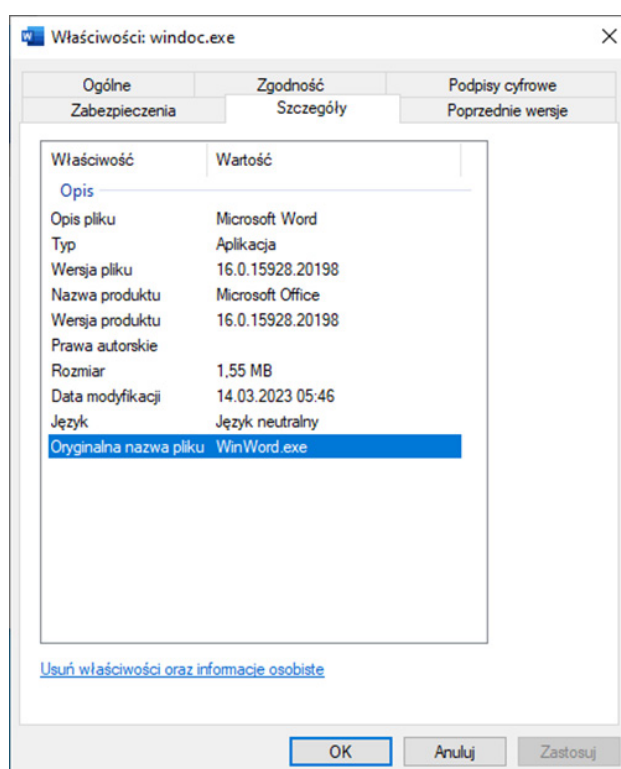 Właściwości: windoc.exe
Ogólne Zgodność Podpisy cyfrowe
Zabezpieczenia Szczegóły Poprzednie wersje
Właściwość Wartość
Opis
Opis pliku Microsoft Word
Typ Aplikacja
Wersja pliku 16.0.15928.20198
Nazwa produktu Microsoft Office
Wersja produktu 16.0.15928.20198
Prawa autorskie
Rozmiar 1,55 MB
Data modyfikacji 14.03.2023 05:46
Język Język neutralny
Oryginalna nazwa pliku WinWord.exe
Usuń właściwości oraz informacje osobiste
OK Anuluj Zastosuj